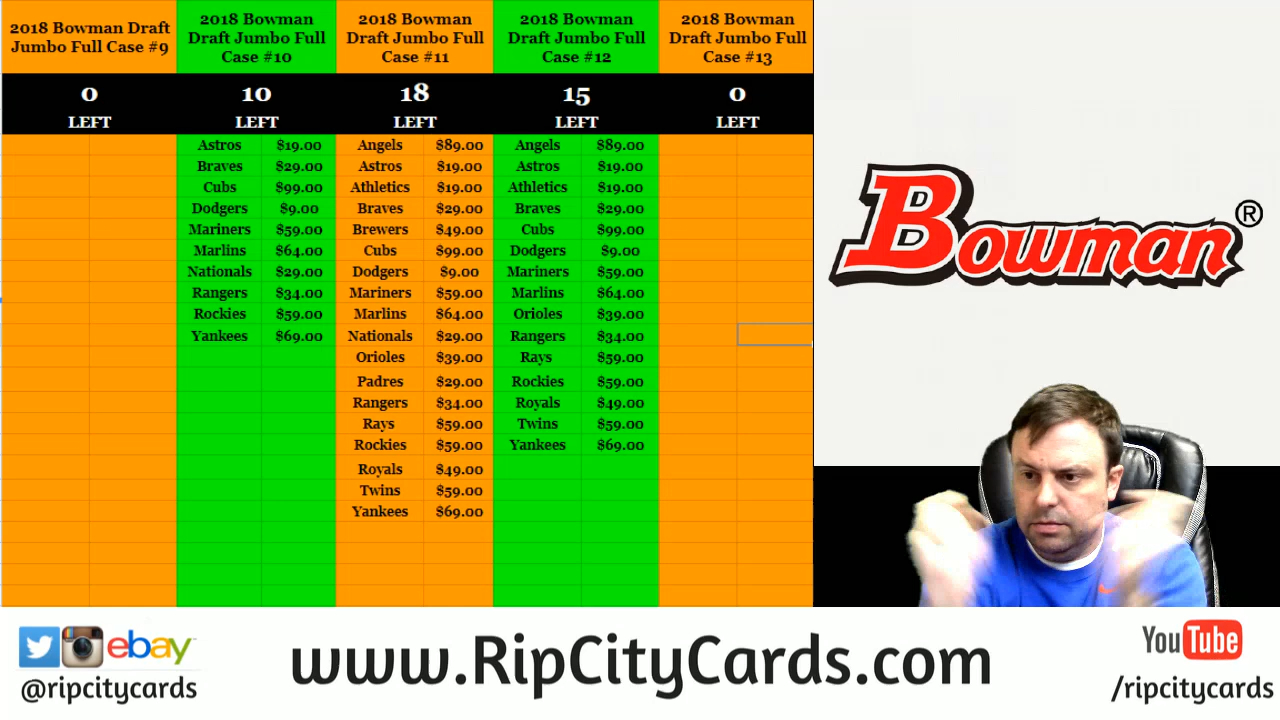 2018 Bowman Draft
Jumbo Full Case #9
2018 Bowman
Draft Jumbo Full
Case #10
2018 Bowman
Draft Jumbo Full
Case #11
2018 Bowman
Draft Jumbo Full
Case #12
2018 Bowman
Draft Jumbo Full
Case #13
0 10 18 15 0
LEFT LEFT LEFT LEFT LEFT
Astros $19.00 Angels $89.00 Angels $89.00
Braves $29.00 Astros $19.00 Astros $19.00
Cubs $99.00 Athletics $19.00 Athletics $19.00
Dodgers $9.00 Braves $29.00 Braves $29.00
Mariners $59.00 Brewers $49.00 Cubs $99.00
Marlins $64.00 Cubs $99.00 Dodgers $9.00
Nationals $29.00 Dodgers $9.00 Mariners $59.00
Rangers $34.00 Mariners $59.00 Marlins $64.00
Rockies $59.00 Marlins $64.00 Orioles $39.00
Yankees $69.00 Nationals $29.00 Rangers $34.00
Orioles $39.00 Rays $59.00
Padres $29.00 Rockies $59.00
Rangers $34.00 Royals $49.00
Rays $59.00 Twins $59.00
Rockies $59.00 Yankees $69.00
Royals $49.00
Twins $59.00
Yankees $69.00
Bowman®
ebay™
@ripcitycards
www.RipCityCards.com
YouTube
/ripcitycards